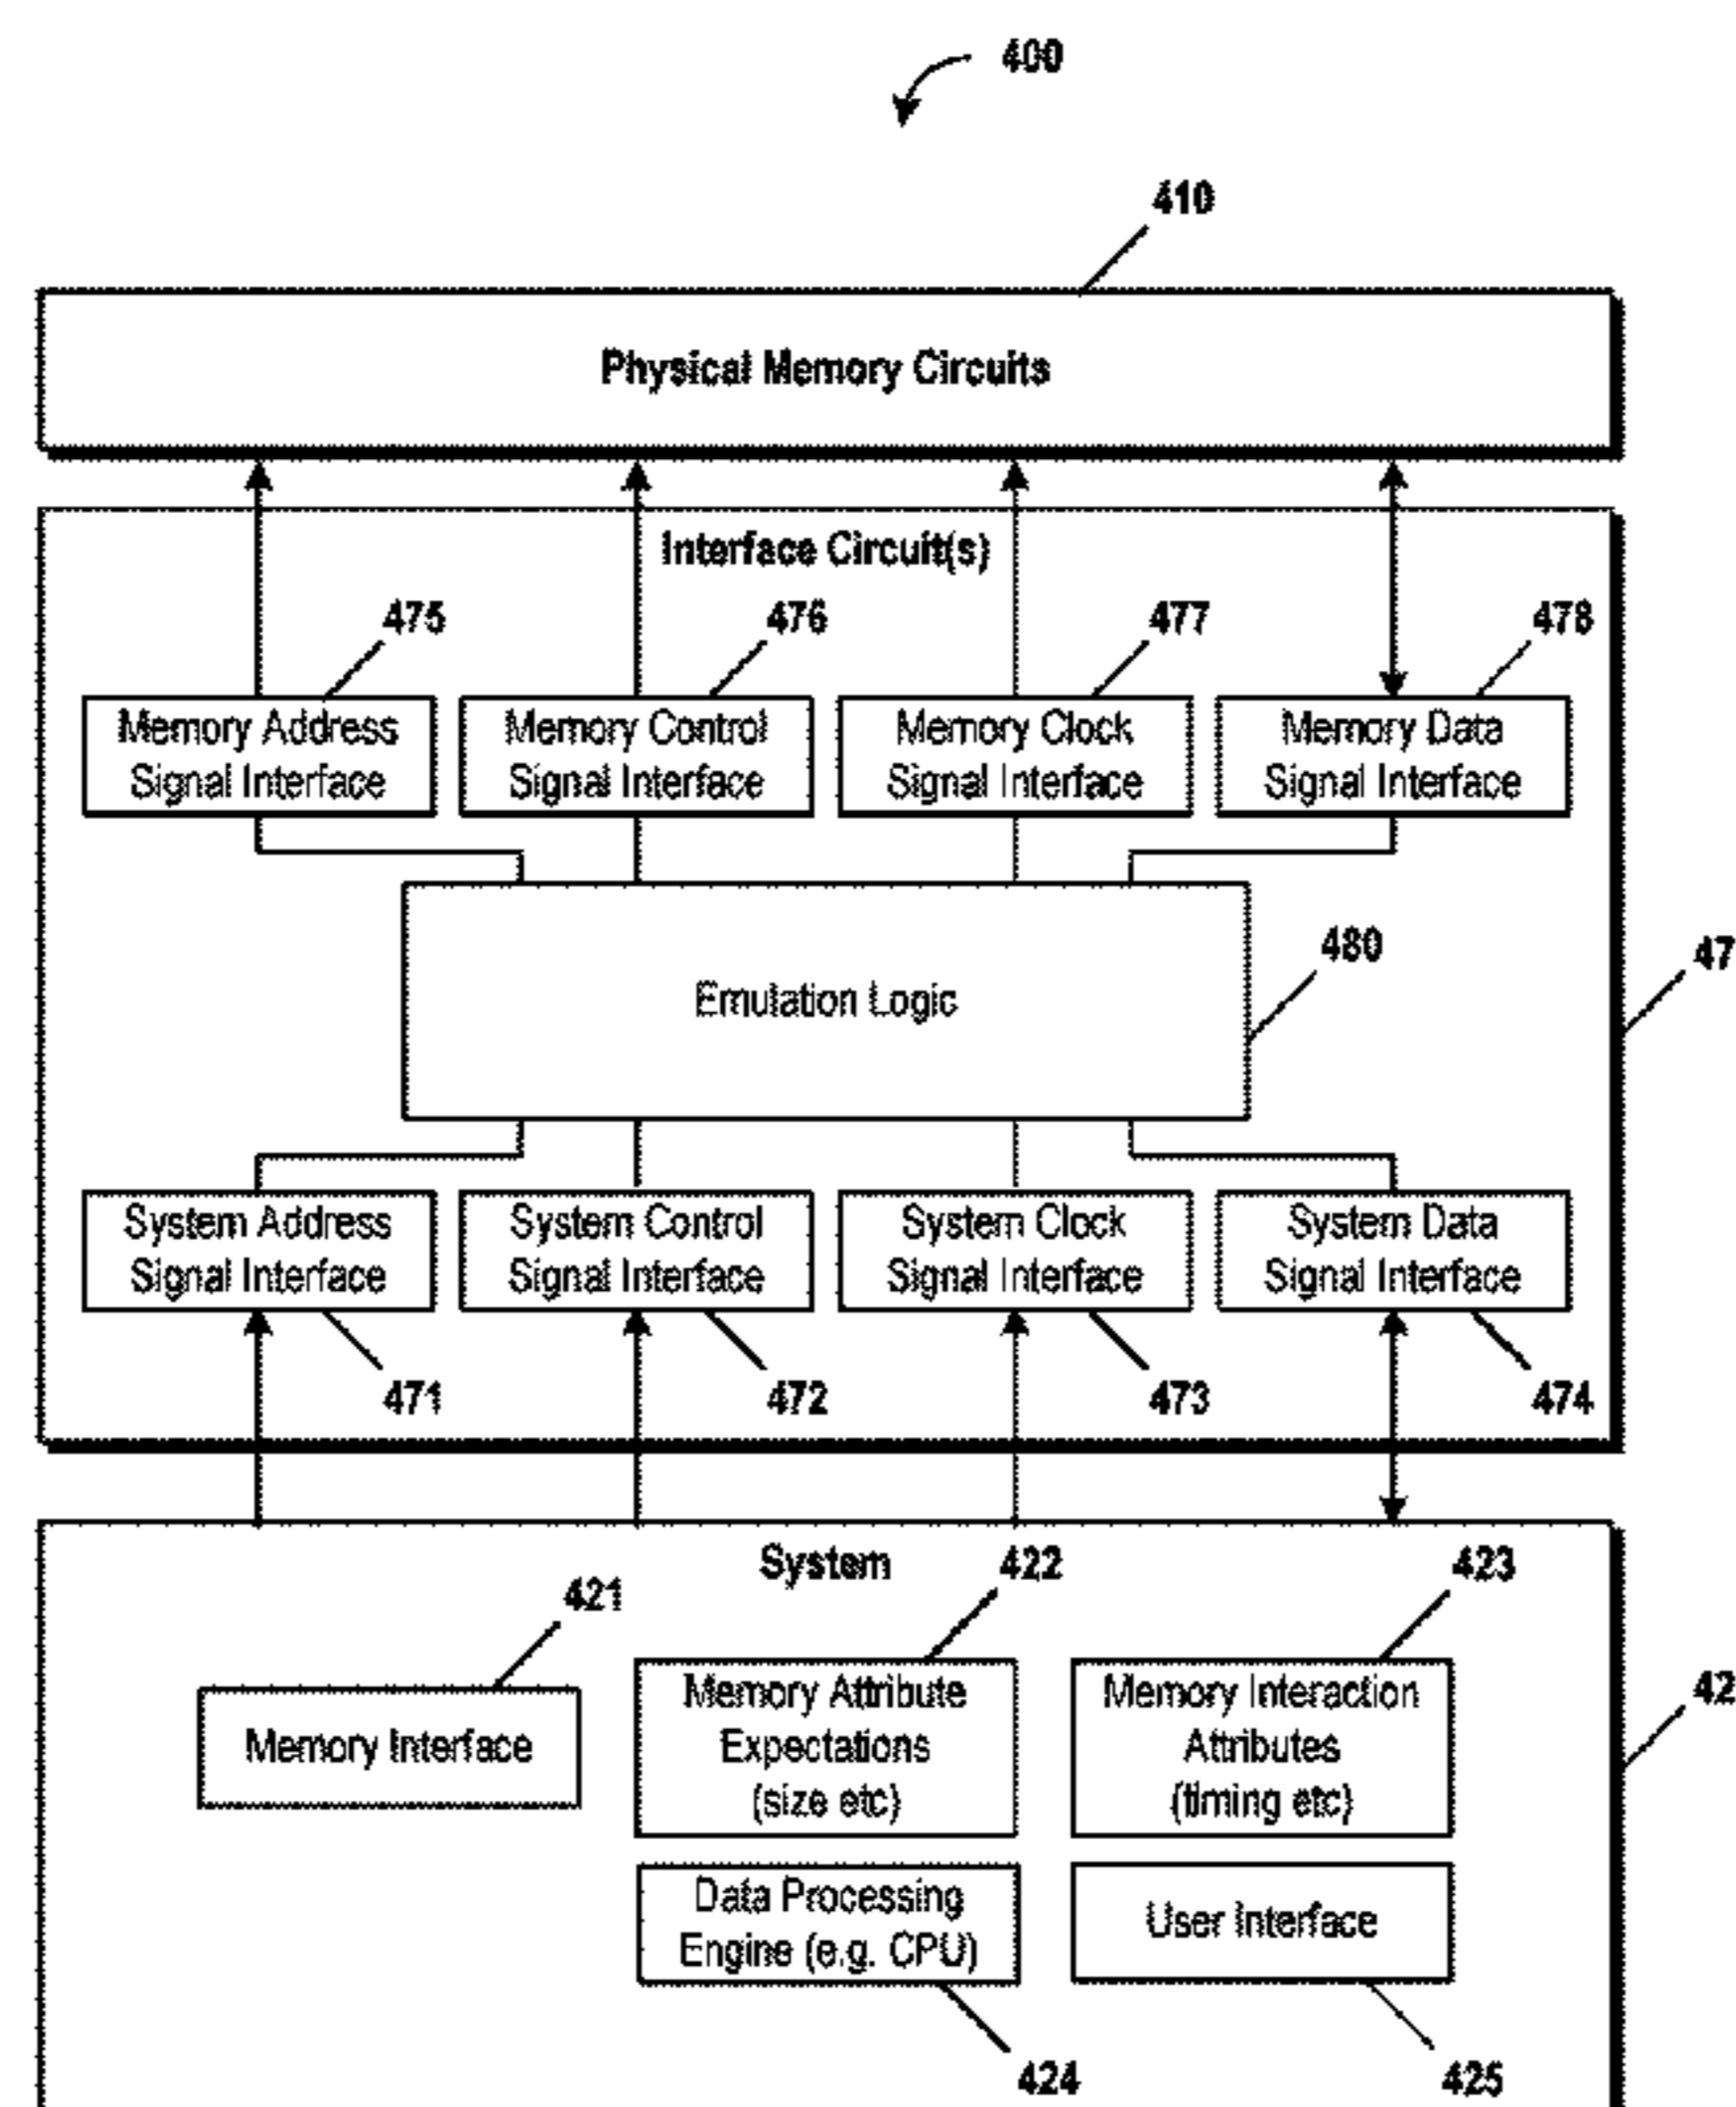 400
410
Physical Memory Circuits
Interface Circuit(s)
475
476
477
478
Memory Address
Signal Interface
Memory Control
Signal Interface
Memory Clock
Signal Interface
Memory Data
Signal Interface
480
47
Emulation Logic
System Address
Signal Interface
System Control
Signal Interface
System Clock
Signal Interface
System Data
Signal Interface
471
472
473
474
System
421
422
423
42
Memory Interface
Memory Attribute
Expectations
(size etc)
Memory Interaction
Attributes
(timing etc)
Data Processing
Engine (e.g. CPU)
User Interface
424
425